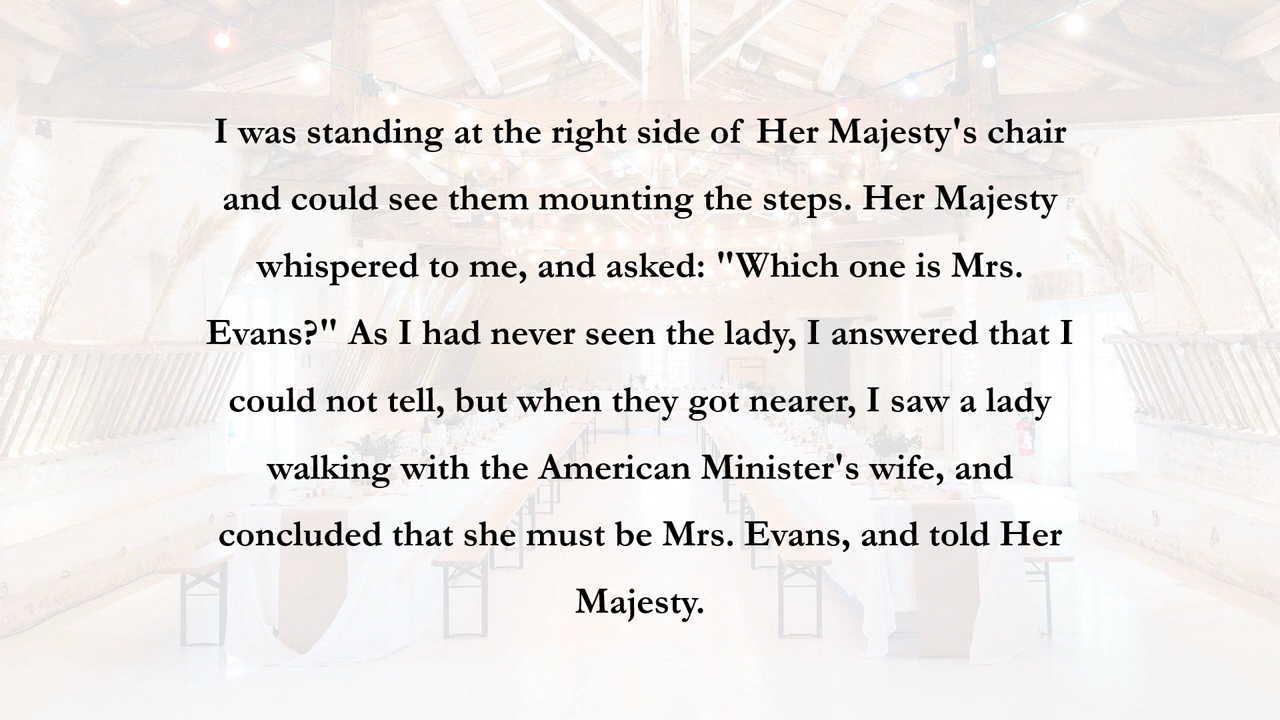 I was standing at the right side of Her Majesty's chair
and could see them mounting the steps. Her Majesty
whispered to me, and asked: "Which one is Mrs.
Evans?" As I had never seen the lady, I answered that I
could not tell, but when they got nearer, I saw a lady
walking with the American Minister's wife, and
concluded that she must be Mrs. Evans, and told Her
Majesty.